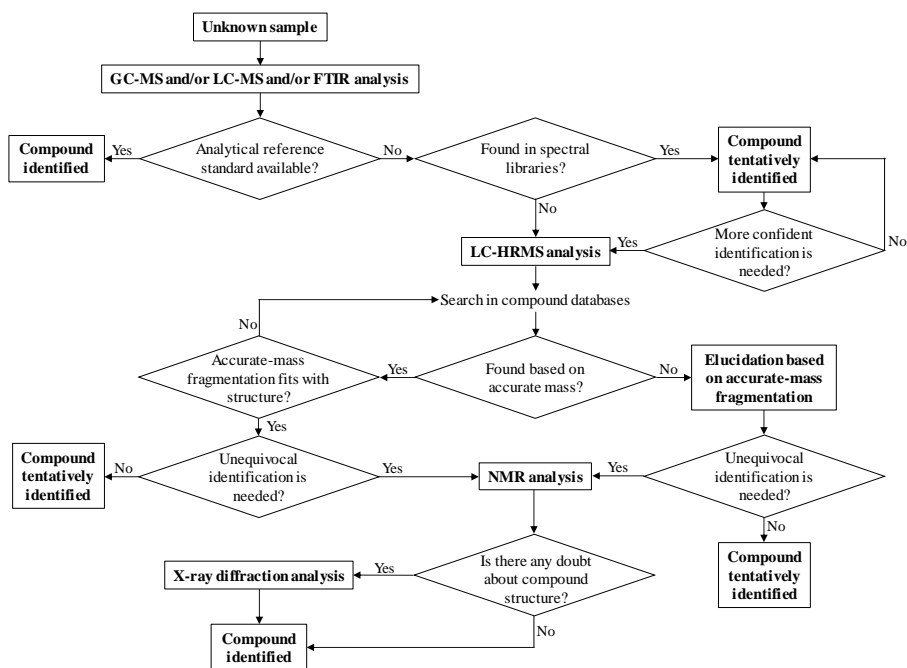 Unknown sample
GC-MS and/or LC-MS and/or FTIR analysis
Compound
identified
Yes
Analytical reference
standard available?
No
Found in spectral
libraries?
Yes
Compound
tentatively
identified
No
LC-HRMS analysis
Yes
More confident
identification is
needed?
No
Search in compound databases
No
Accurate-mass
fragmentation fits with
structure?
Yes
Found based on
accurate mass?
No
Elucidation based
on accurate-mass
fragmentation
Yes
Compound
tentatively
identified
No
Unequivocal
identification is
needed?
Yes
NMR analysis
Yes
Unequivocal
identification is
needed?
No
Compound
tentatively
identified
X-ray diffraction analysis
Yes
Is there any doubt
about compound
structure?
No
Compound
identified